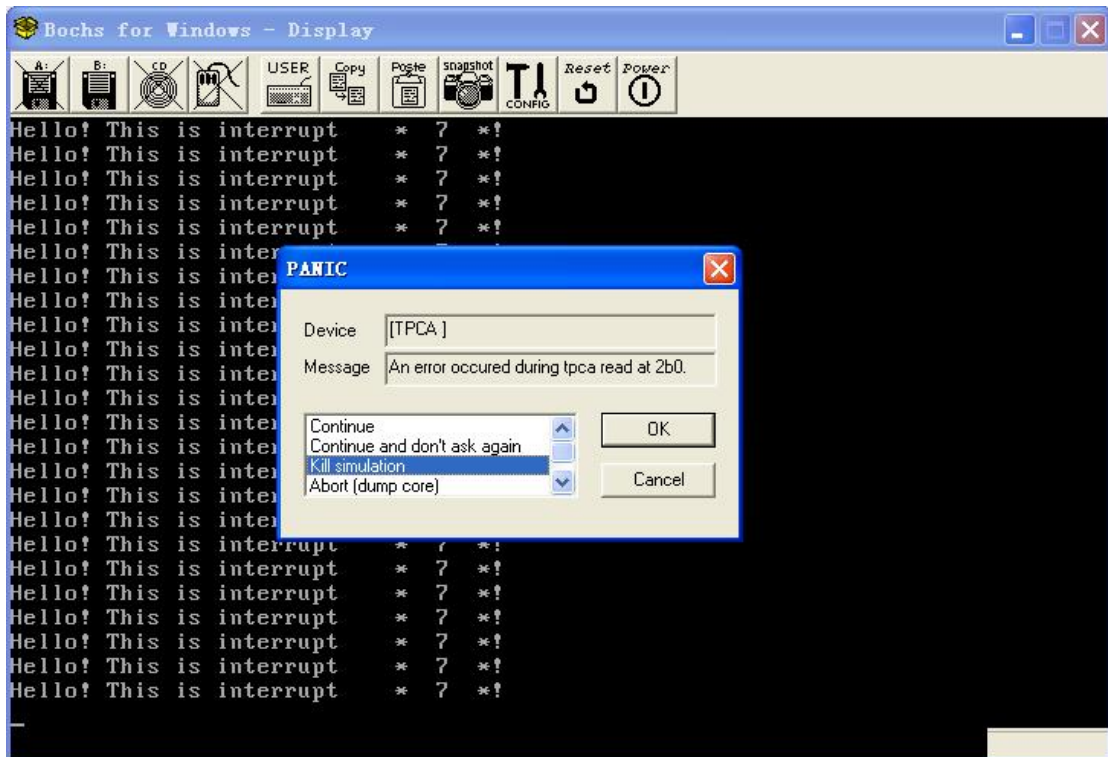 Bochs for Windows - Display
A: B: CD USER Copy Poste snapshot CONFIG Reset Power
Hello! This is interrupt * 7 *!
Hello! This is interrupt * 7 *!
Hello! This is interrupt * 7 *!
Hello! This is interrupt * 7 *!
Hello! This is interrupt * 7 *!
Hello! This is inter
Hello! This is inter
Hello! This is inter
Hello! This is inter
Hello! This is inter
Hello! This is inter
Hello! This is inter
Hello! This is inter
Hello! This is inter
Hello! This is inter
Hello! This is inter
Hello! This is inter
Hello! This is interrupt * 7 *!
Hello! This is interrupt * 7 *!
Hello! This is interrupt * 7 *!
Hello! This is interrupt * 7 *!
Hello! This is interrupt * 7 *!
Hello! This is interrupt * 7 *!
Hello! This is interrupt * 7 *!
PANIC
Device [TPCA ]
Message An error occured during tpca read at 2b0.
Continue
Continue and don't ask again
Kill simulation
Abort (dump core)
OK
Cancel